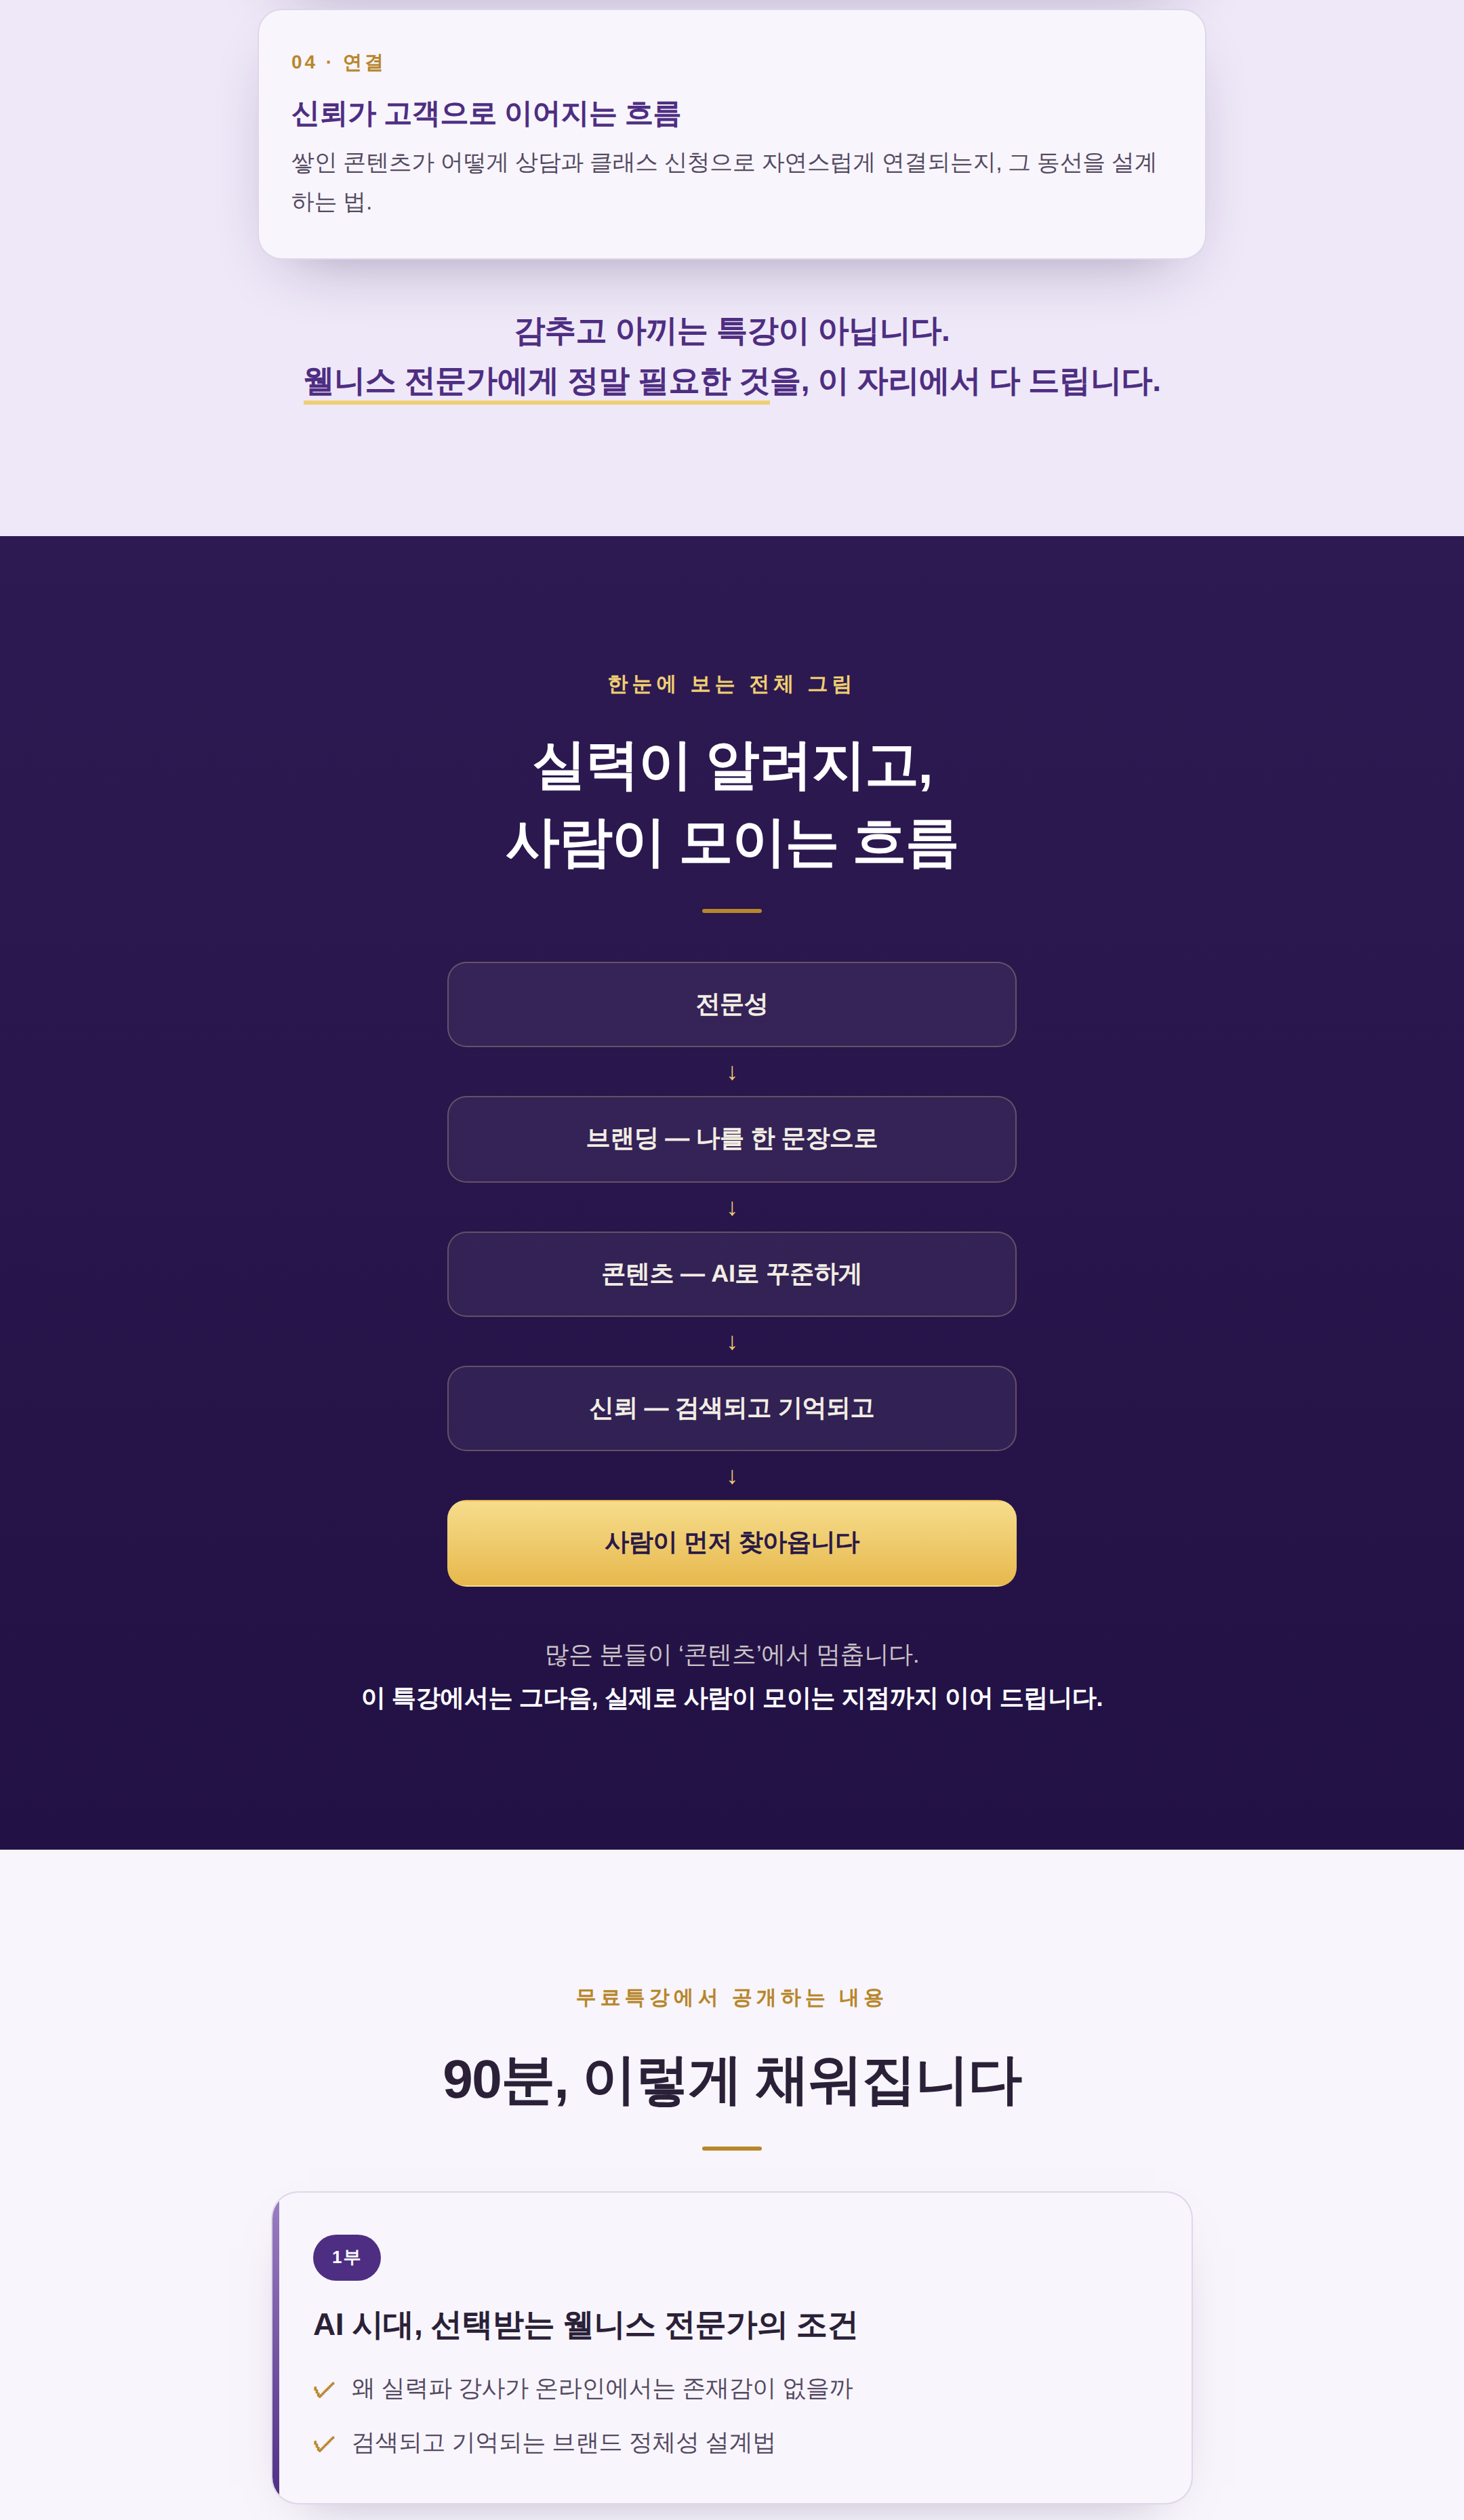 04 · 연결
신뢰가 고객으로 이어지는 흐름
쌓인 콘텐츠가 어떻게 상담과 클래스 신청으로 자연스럽게 연결되는지, 그 동선을 설계
하는 법.
감추고 아끼는 특강이 아닙니다.
웰니스 전문가에게 정말 필요한 것을, 이 자리에서 다 드립니다.
한눈에 보는 전체 그림
실력이 알려지고,
사람이 모이는 흐름
전문성
↓
브랜딩 — 나를 한 문장으로
↓
콘텐츠 — AI로 꾸준하게
↓
신뢰 — 검색되고 기억되고
↓
사람이 먼저 찾아옵니다
많은 분들이 ‘콘텐츠’에서 멈춥니다.
이 특강에서는 그다음, 실제로 사람이 모이는 지점까지 이어 드립니다.
무료특강에서 공개하는 내용
90분, 이렇게 채워집니다
1부
AI 시대, 선택받는 웰니스 전문가의 조건
✓ 왜 실력파 강사가 온라인에서는 존재감이 없을까
✓ 검색되고 기억되는 브랜드 정체성 설계법